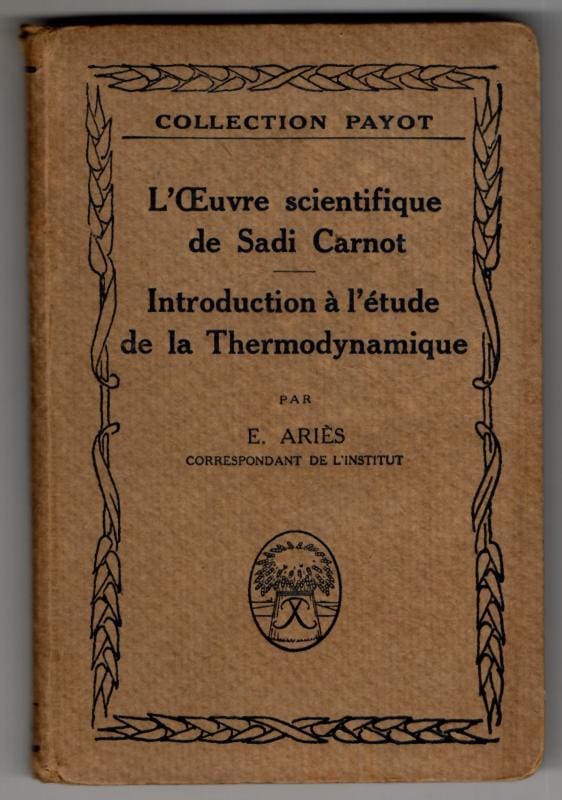 COLLECTION PAYOT
L'Œuvre scientifique
de Sadi Carnot
Introduction à l'étude
de la Thermodynamique
PAR
E. ARIÈS
CORRESPONDANT DE L'INSTITUT